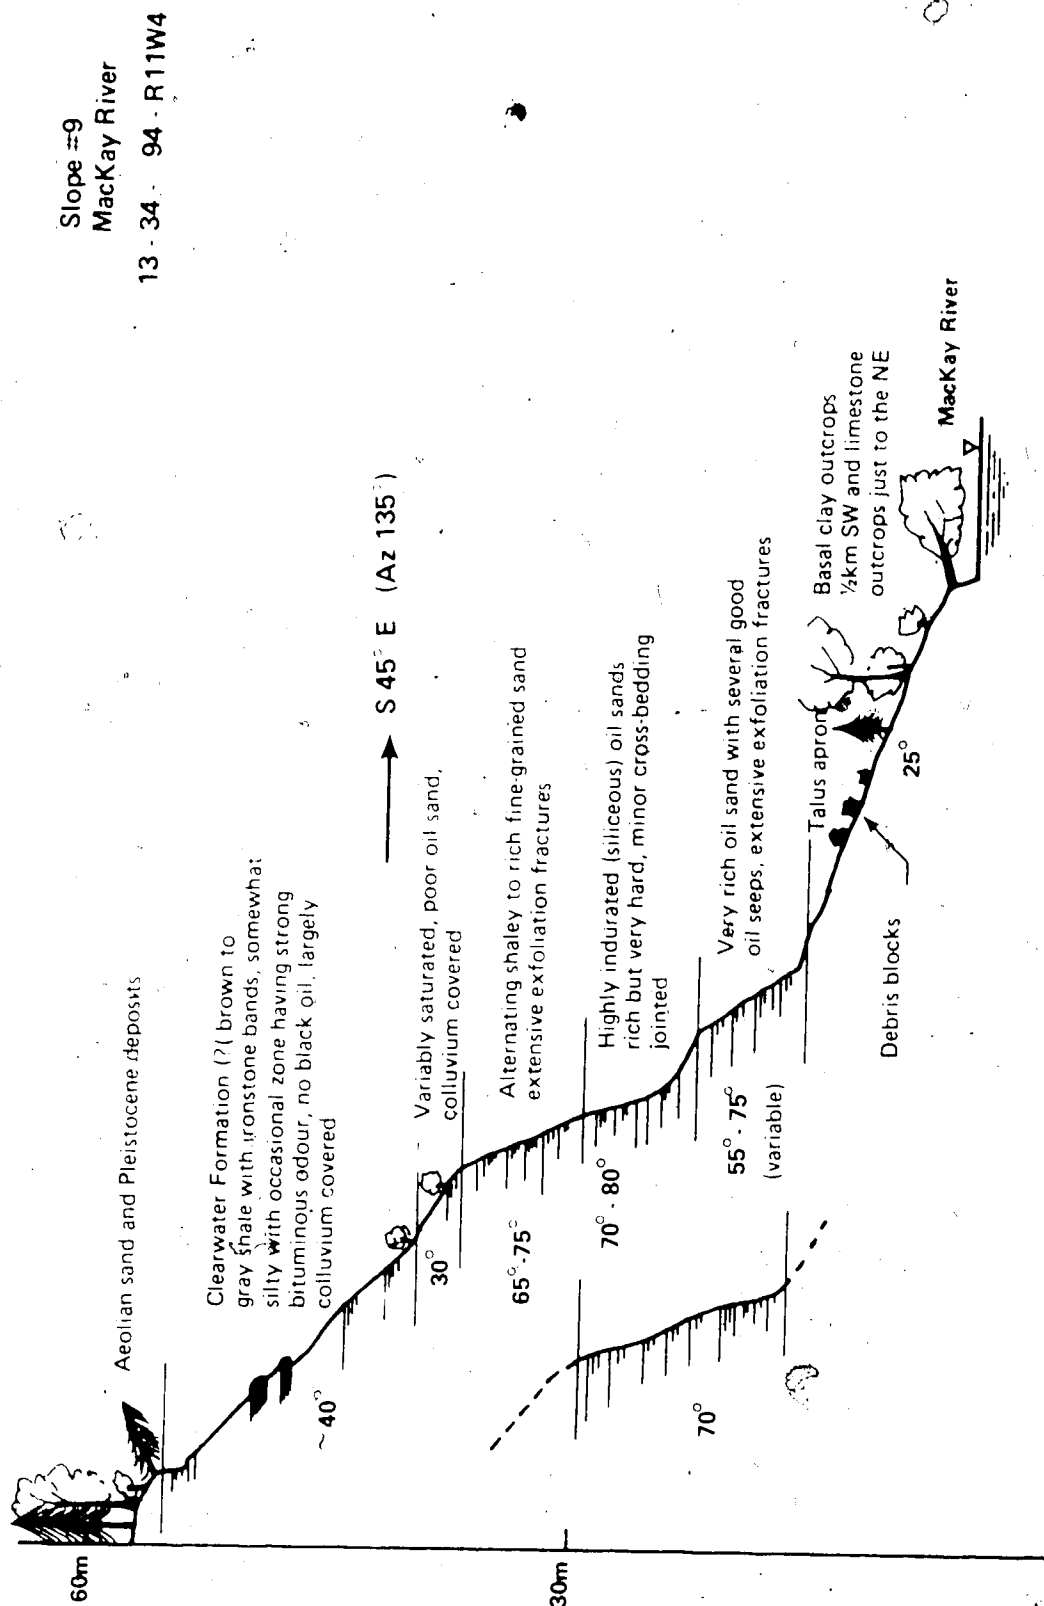 Slope #9
MacKay River
13 - 34 - 94 - R11W4
S 45° E (Az 135°)
Aeolian sand and Pleistocene deposits
Clearwater Formation (?( brown to
gray shale with ironstone bands, somewhat
silty with occasional zone having strong
bituminous odour, no black oil, largely
colluvium covered
Variably saturated, poor oil sand,
colluvium covered
Alternating shaley to rich fine-grained sand
extensive exfoliation fractures
Highly indurated (siliceous) oil sands
rich but very hard, minor cross-bedding
jointed
Very rich oil sand with several good
oil seeps, extensive exfoliation fractures
Talus apron
Basal clay outcrops
½km SW and limestone
outcrops just to the NE
MacKay River
Debris blocks
25°
55° - 75°
(variable)
70° - 80°
65° - 75°
30°
~ 40°
70°
60m
30m